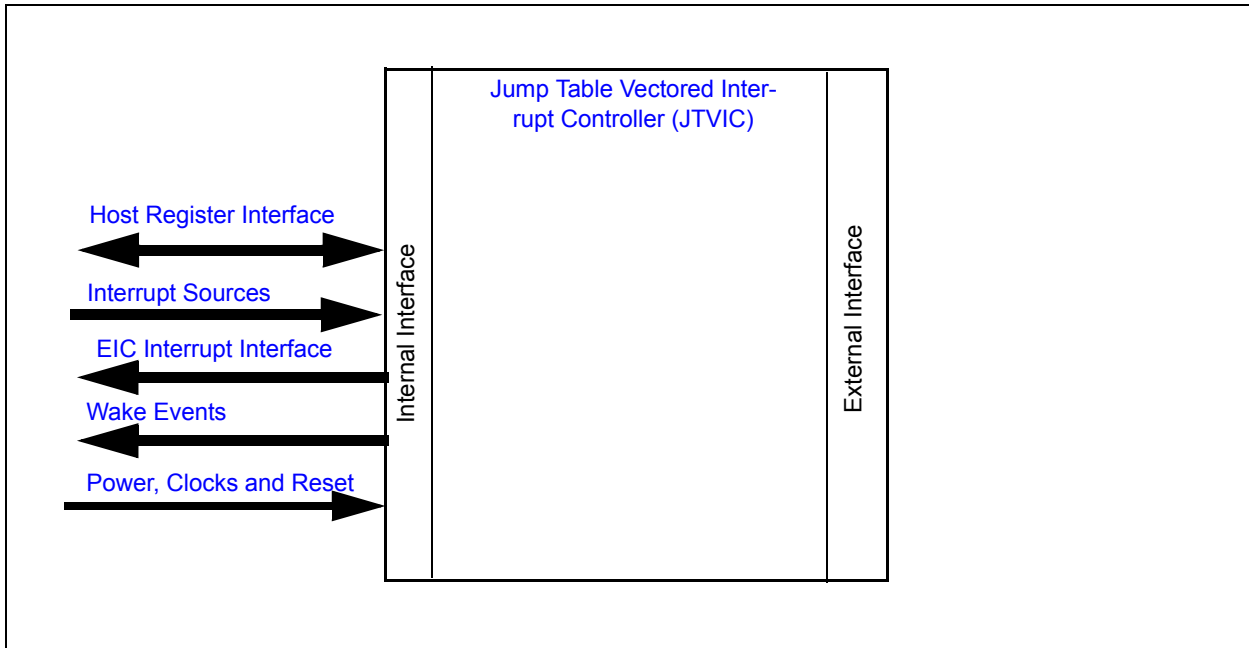 Jump Table Vectored Inter-
rupt Controller (JTVIC)
Host Register Interface
Interrupt Sources
EIC Interrupt Interface
Wake Events
Power, Clocks and Reset
Internal Interface
External Interface